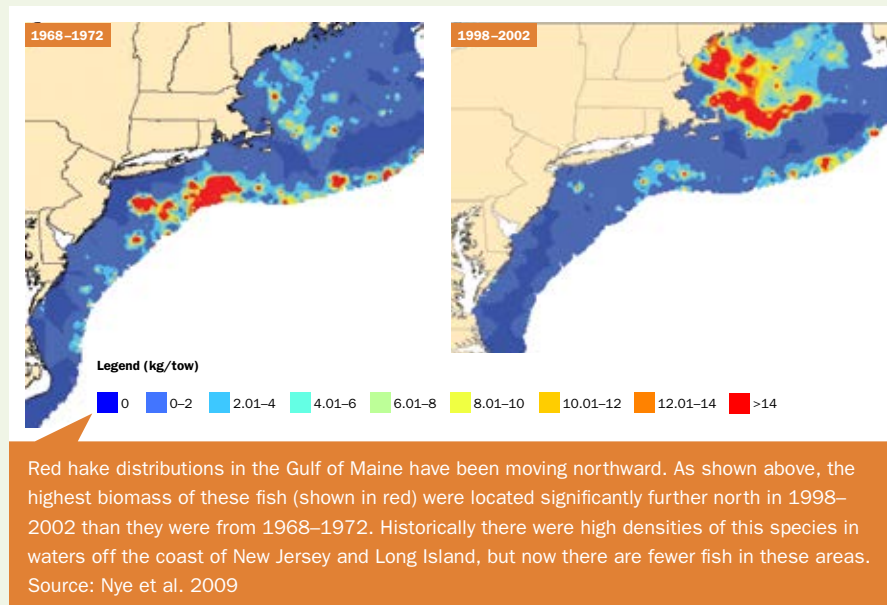 1968–1972
1998–2002
Legend (kg/tow)
0 0–2 2.01–4 4.01–6 6.01–8 8.01–10 10.01–12 12.01–14 >14
Red hake distributions in the Gulf of Maine have been moving northward. As shown above, the
highest biomass of these fish (shown in red) were located significantly further north in 1998–
2002 than they were from 1968–1972. Historically there were high densities of this species in
waters off the coast of New Jersey and Long Island, but now there are fewer fish in these areas.
Source: Nye et al. 2009